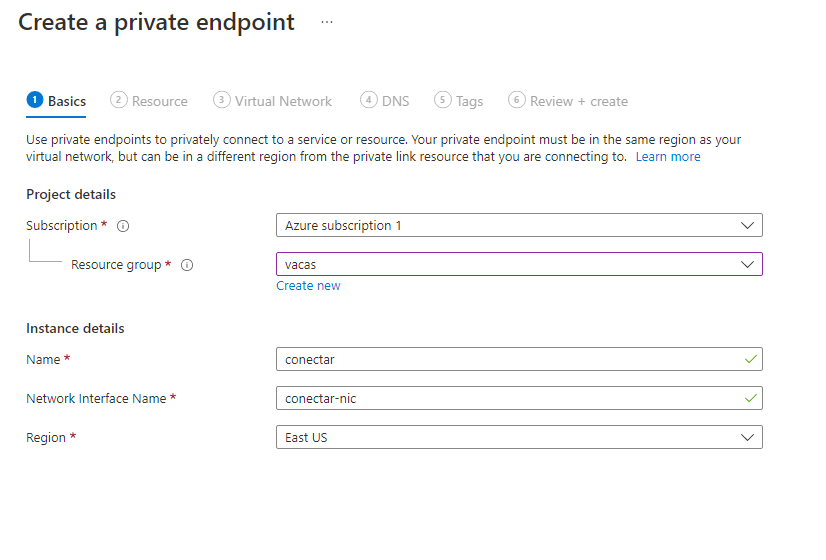 Create a private endpoint ...
1 Basics 2 Resource 3 Virtual Network 4 DNS 5 Tags 6 Review + create
Use private endpoints to privately connect to a service or resource. Your private endpoint must be in the same region as your
virtual network, but can be in a different region from the private link resource that you are connecting to. Learn more
Project details
Subscription * Azure subscription 1
Resource group * vacas
Create new
Instance details
Name * conectar
Network Interface Name * conectar-nic
Region * East US